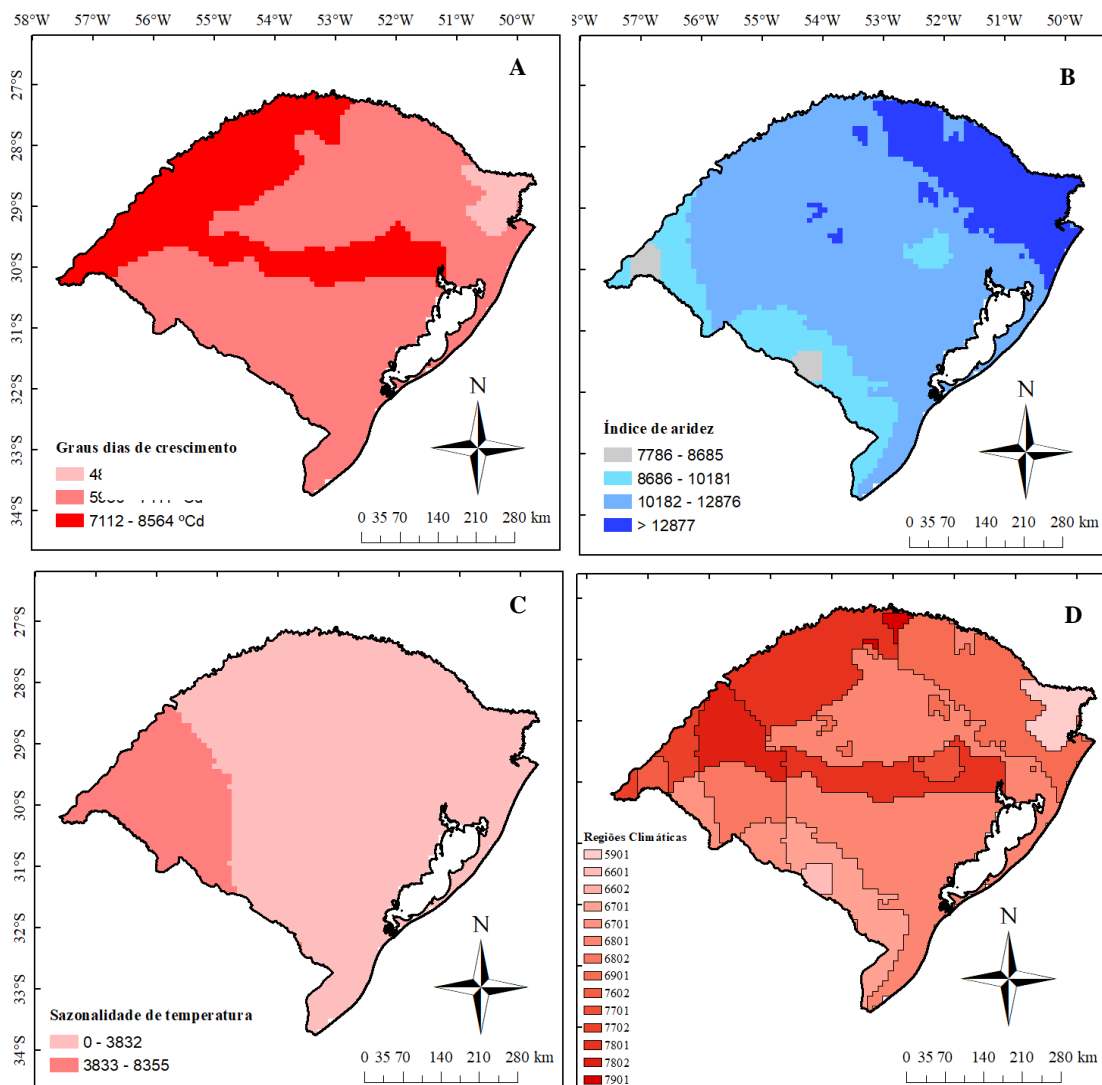 58°W 57°W 56°W 55°W 54°W 53°W 52°W 51°W 50°W
27°S
28°S
29°S
30°S
31°S
32°S
33°S
34°S
A
N
Graus dias de crescimento
7112 - 8564 °Cd
0 35 70 140 210 280 km
58°W 57°W 56°W 55°W 54°W 53°W 52°W 51°W 50°W
B
N
Índice de aridez
7786 - 8685
8686 - 10181
10182 - 12876
> 12877
0 35 70 140 210 280 km
27°S
28°S
29°S
30°S
31°S
32°S
33°S
34°S
C
N
Sazonalidade de temperatura
0 - 3832
3833 - 8355
0 35 70 140 210 280 km
D
N
Regiões Climáticas
5901
6601
6602
6701
6701
6801
6802
6901
7602
7701
7702
7801
7802
7901
0 35 70 140 210 280 km